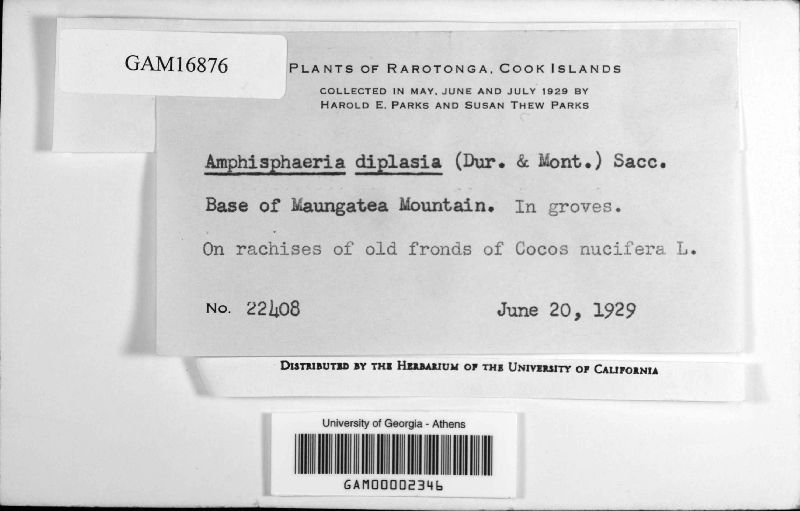 GAM16876
PLANTS OF RAROTONGA, COOK ISLANDS
COLLECTED IN MAY, JUNE AND JULY 1929 BY
HAROLD E. PARKS AND SUSAN THEW PARKS
Amphisphaeria diplasia (Dur. & Mont.) Sacc.
Base of Maungatea Mountain. In groves.
On rachises of old fronds of Cocos nucifera L.
No. 22408 June 20, 1929
DISTRIBUTED BY THE HERBARIUM OF THE UNIVERSITY OF CALIFORNIA
University of Georgia - Athens
GAM00002346